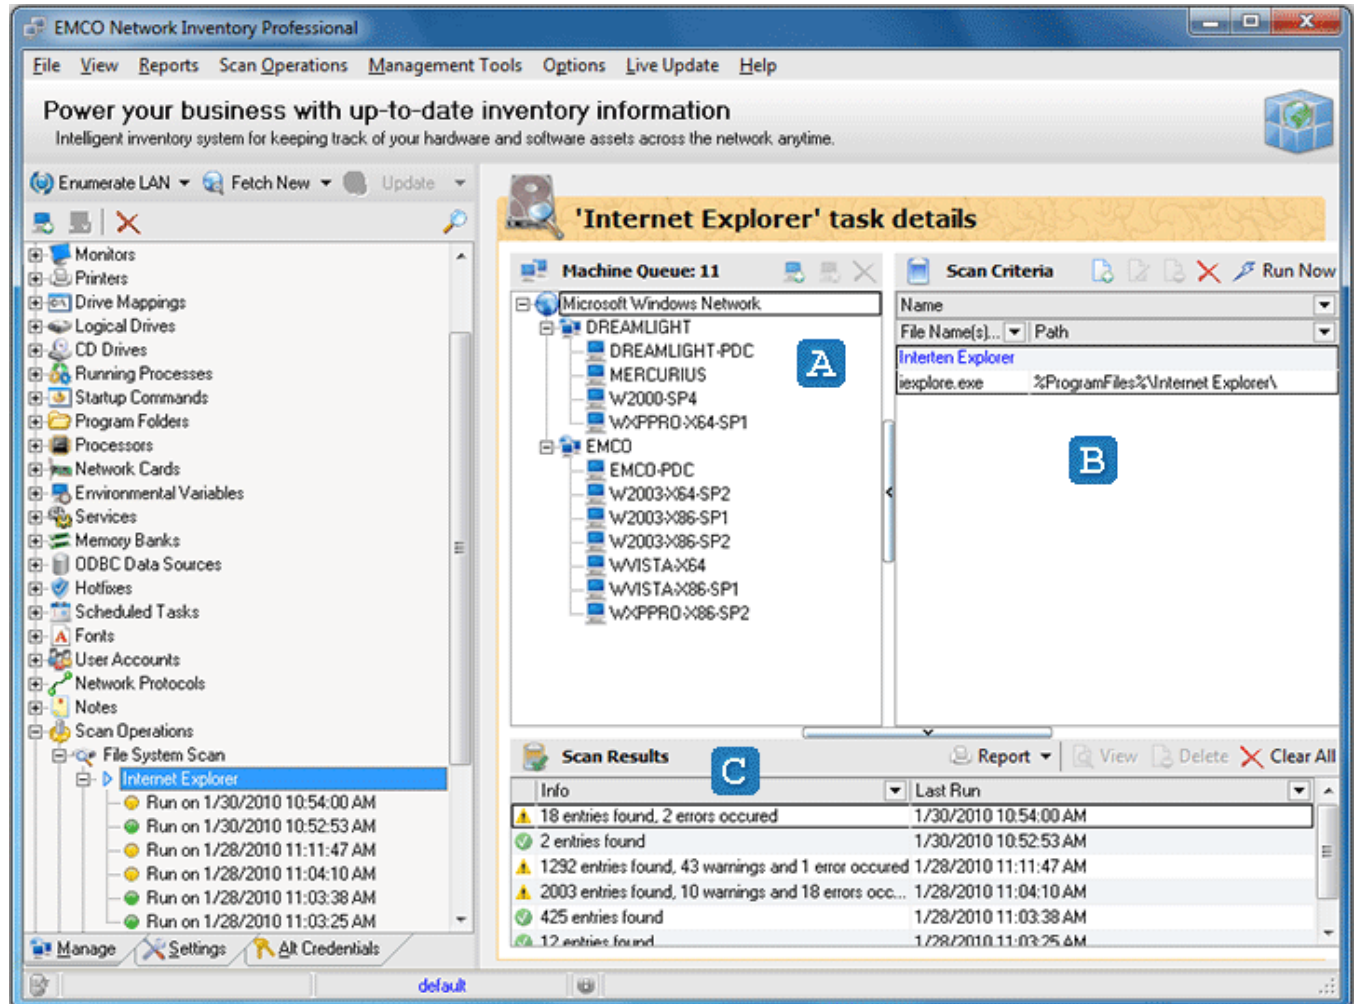 EMCO Network Inventory Professional
File View Reports Scan Operations Management Tools Options Live Update Help
Power your business with up-to-date inventory information
Intelligent inventory system for keeping track of your hardware and software assets across the network anytime.
Enumerate LAN Fetch New Update
Monitors
Printers
Drive Mappings
Logical Drives
CD Drives
Running Processes
Startup Commands
Program Folders
Processors
Network Cards
Environmental Variables
Services
Memory Banks
ODBC Data Sources
Hotfixes
Scheduled Tasks
Fonts
User Accounts
Network Protocols
Notes
Scan Operations
File System Scan
Internet Explorer
Run on 1/30/2010 10:54:00 AM
Run on 1/30/2010 10:52:53 AM
Run on 1/28/2010 11:11:47 AM
Run on 1/28/2010 11:04:10 AM
Run on 1/28/2010 11:03:38 AM
Run on 1/28/2010 11:03:25 AM
Manage Settings Alt Credentials
default
'Internet Explorer' task details
Machine Queue: 11
Microsoft Windows Network
DREAMLIGHT
DREAMLIGHT-PDC
MERCURIUS
W2000-SP4
WXPPRO-X64-SP1
EMCO
EMCO-PDC
W2003-X64-SP2
W2003-X86-SP1
W2003-X86-SP2
WVISTA-X64
WVISTA-X86-SP1
WXPPRO-X86-SP2
A
Scan Criteria Run Now
Name
File Name(s)... Path
Interten Explorer
iexplore.exe %ProgramFiles%\Internet Explorer\
B
Scan Results C Report View Delete Clear All
Info Last Run
18 entries found, 2 errors occured 1/30/2010 10:54:00 AM
2 entries found 1/30/2010 10:52:53 AM
1292 entries found, 43 warnings and 1 error occured 1/28/2010 11:11:47 AM
2003 entries found, 10 warnings and 18 errors occ... 1/28/2010 11:04:10 AM
425 entries found 1/28/2010 11:03:38 AM
12 entries found 1/28/2010 11:03:25 AM